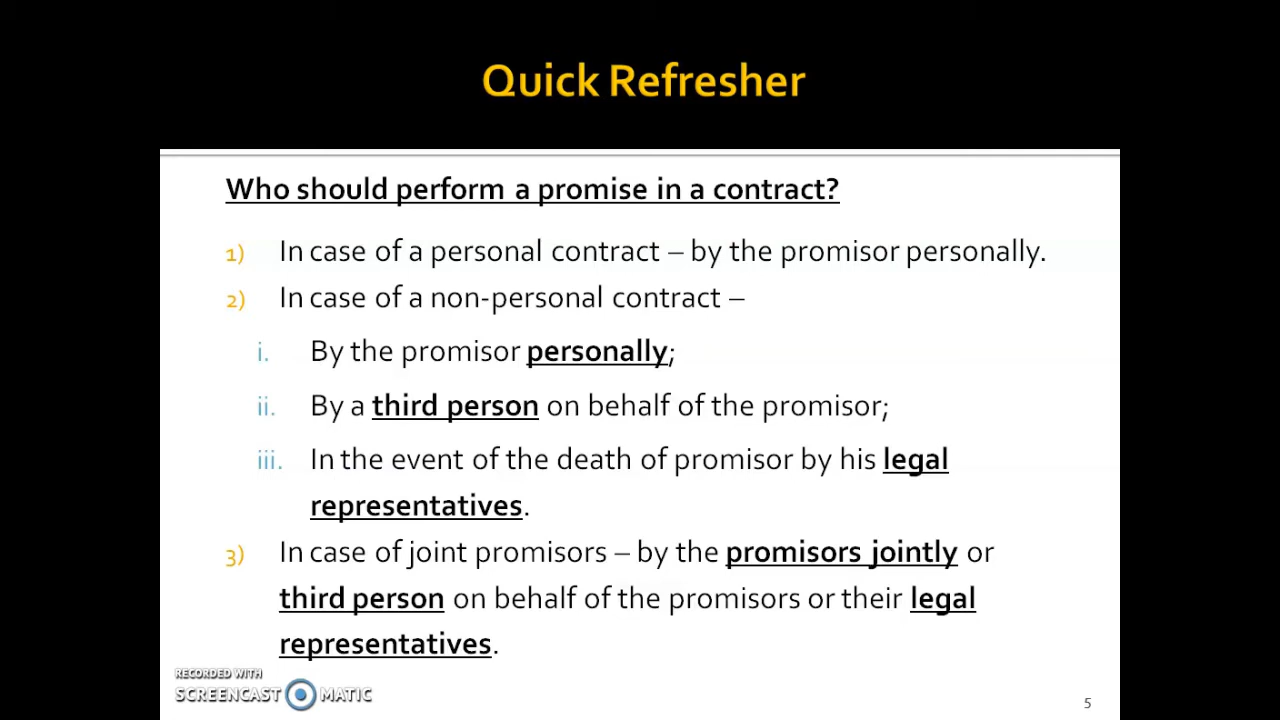 Quick Refresher
Who should perform a promise in a contract?
1) In case of a personal contract – by the promisor personally.
2) In case of a non-personal contract –
i. By the promisor personally;
ii. By a third person on behalf of the promisor;
iii. In the event of the death of promisor by his legal
representatives.
3) In case of joint promisors – by the promisors jointly or
third person on behalf of the promisors or their legal
representatives.
RECORDED WITH
SCREENCAST MATIC
5